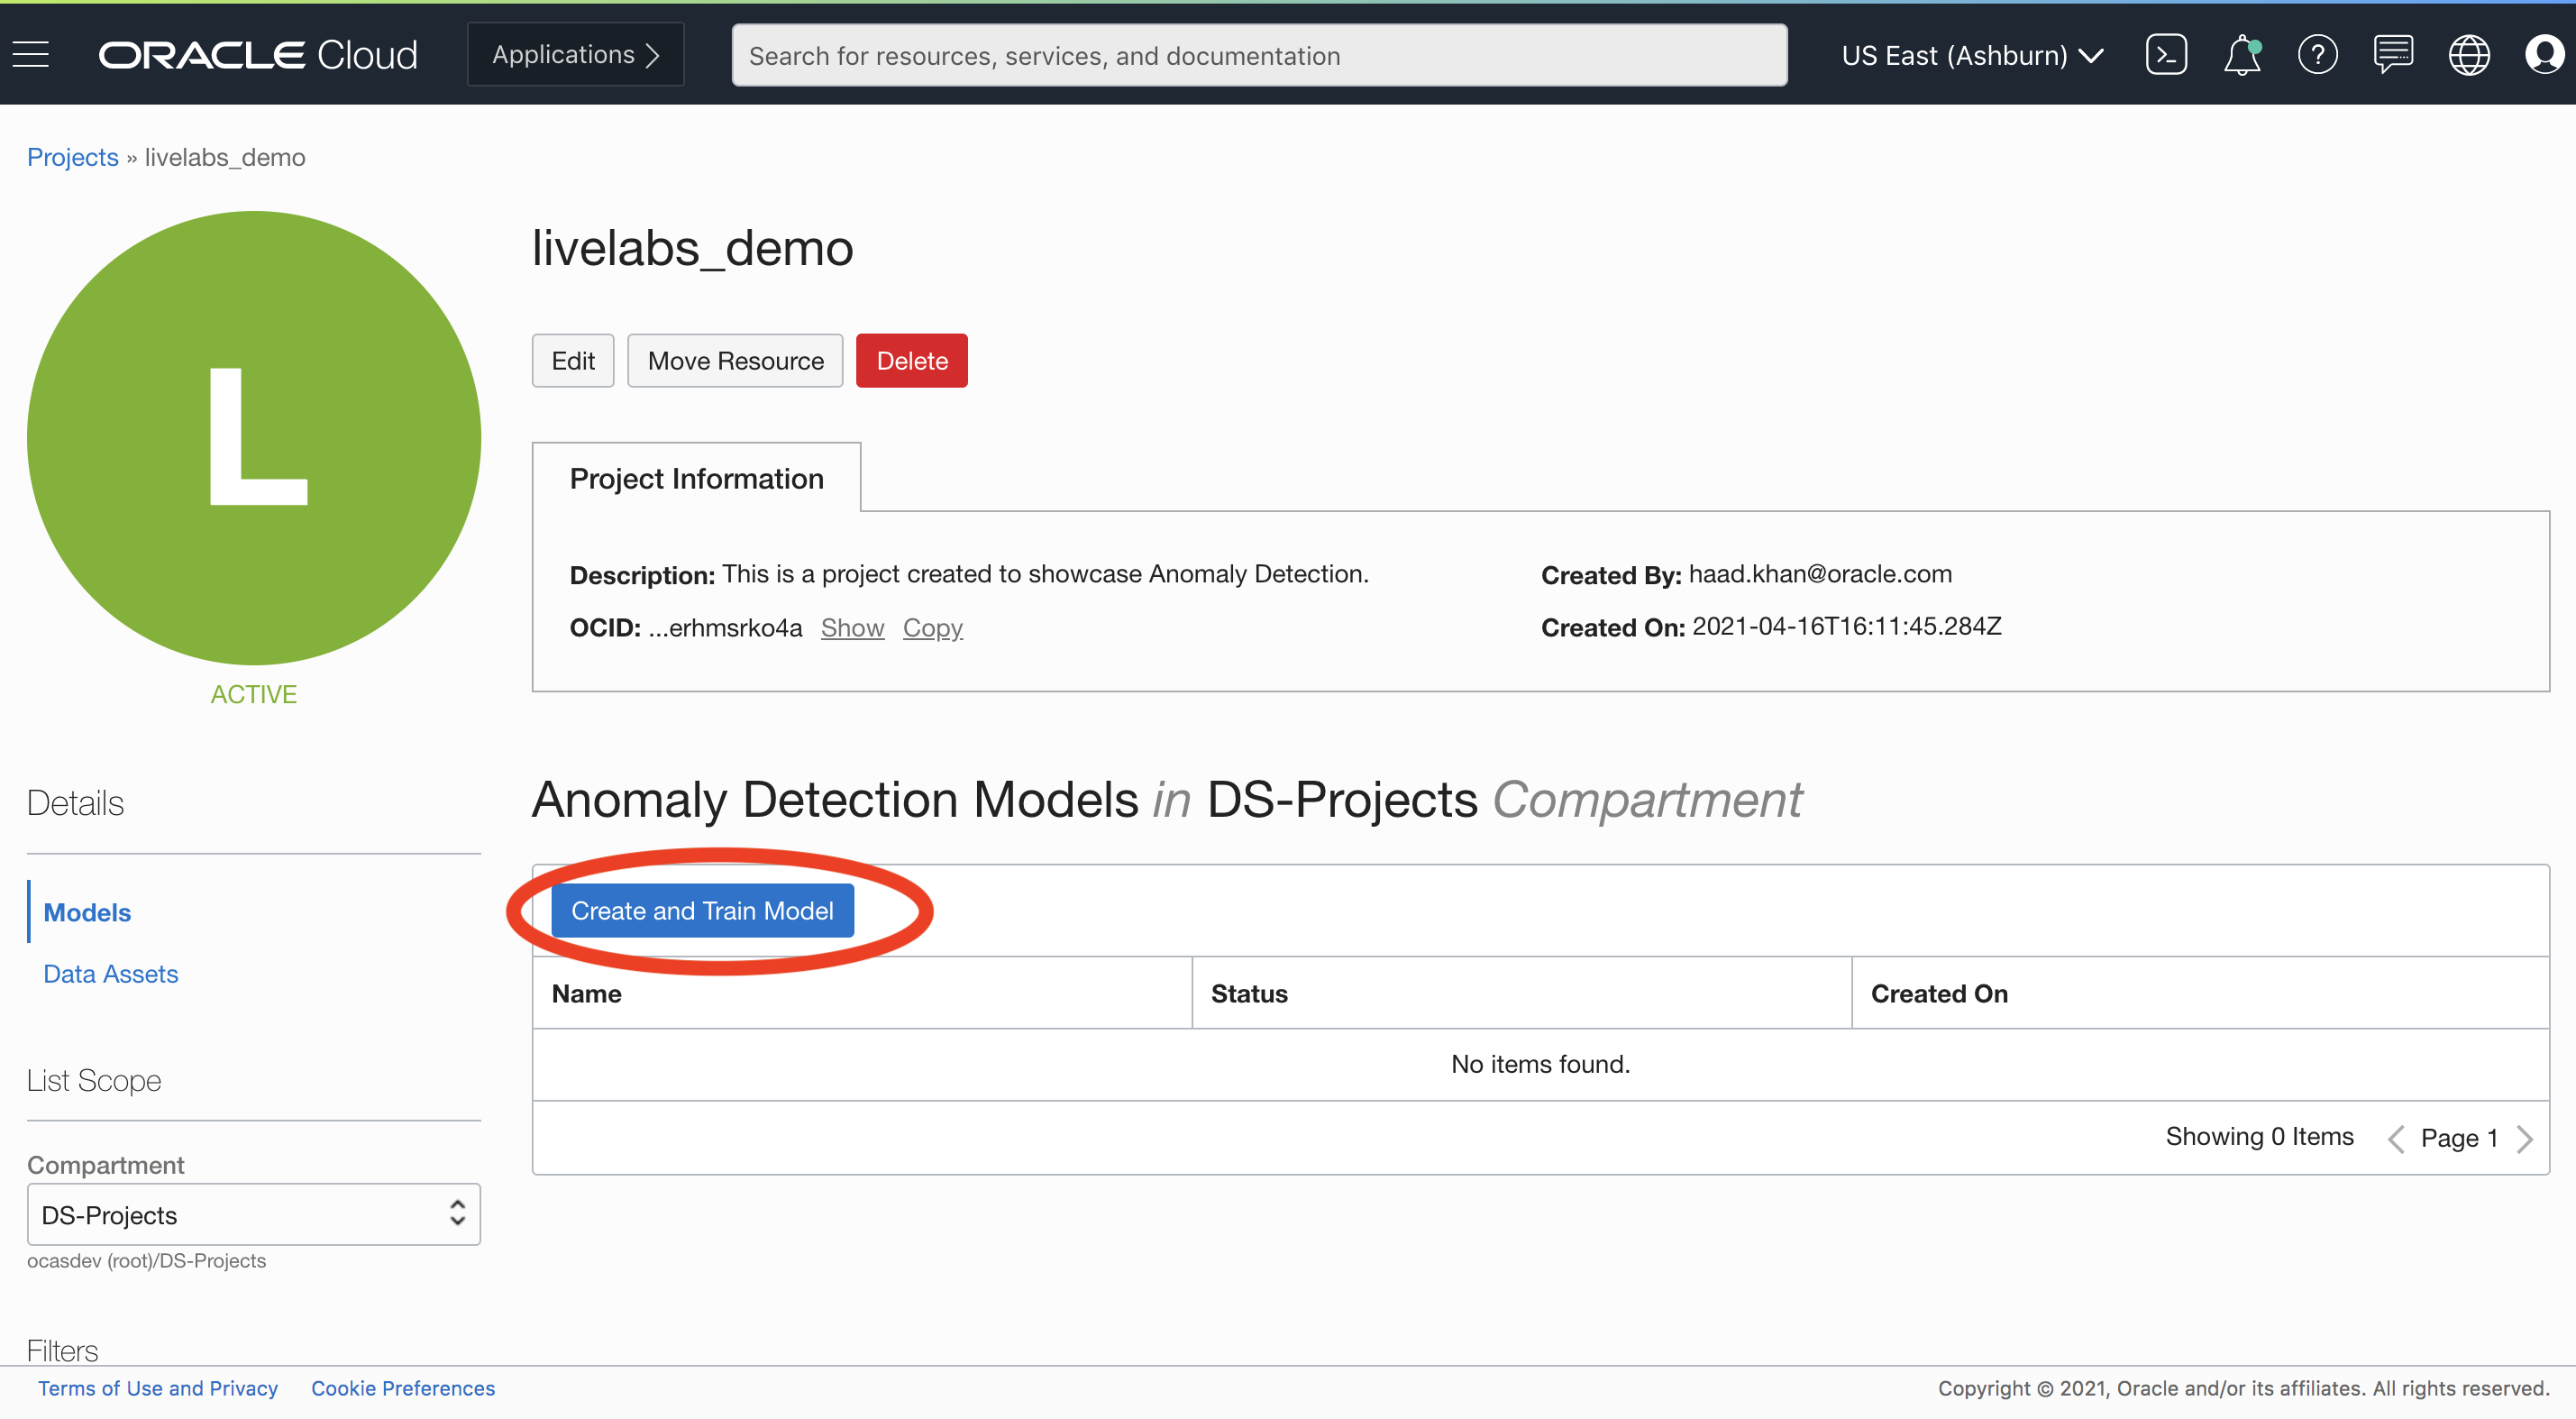 ORACLE Cloud Applications Search for resources, services, and documentation US East (Ashburn)
Projects » livelabs_demo
L
ACTIVE
livelabs_demo
Edit Move Resource Delete
Project Information
Description: This is a project created to showcase Anomaly Detection.
OCID: ...erhmsrko4a Show Copy
Created By: haad.khan@oracle.com
Created On: 2021-04-16T16:11:45.284Z
Details
Models
Data Assets
List Scope
Compartment
DS-Projects
ocasdev (root)/DS-Projects
Filters
Anomaly Detection Models in DS-Projects Compartment
Create and Train Model
Name Status Created On
No items found.
Showing 0 Items Page 1
Terms of Use and Privacy Cookie Preferences Copyright © 2021, Oracle and/or its affiliates. All rights reserved.